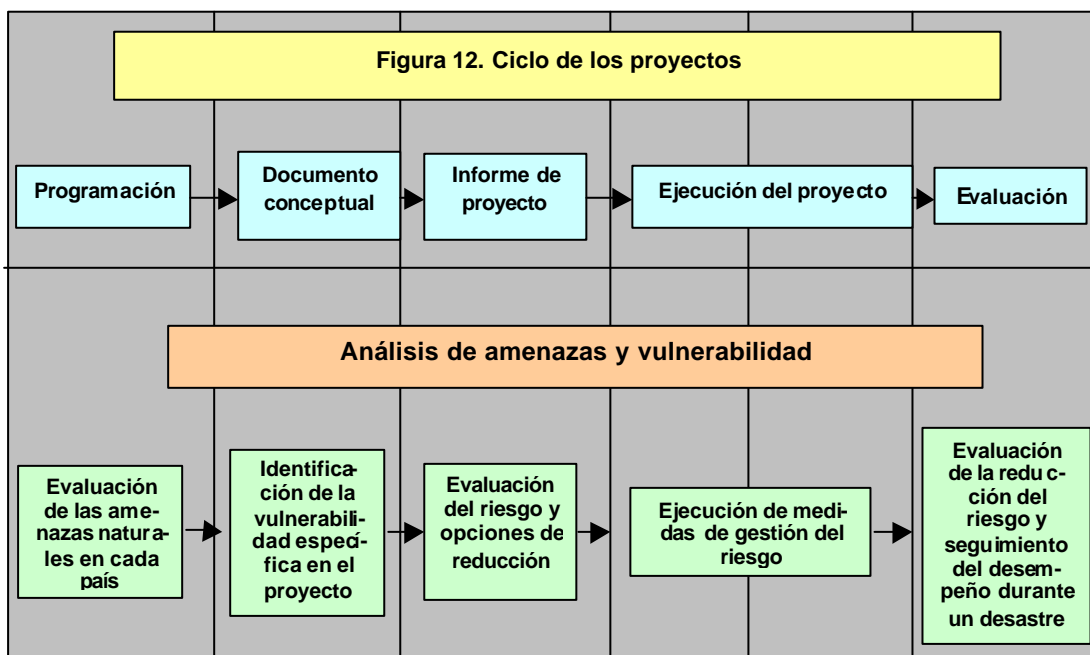 Figura 12. Ciclo de los proyectos
Programación
Documento
conceptual
Informe de
proyecto
Ejecución del proyecto
Evaluación
Análisis de amenazas y vulnerabilidad
Evaluación
de las ame-
nazas natura-
les en cada
país
Identifica-
ción de la
vulnerabili-
dad especí-
fica en el
proyecto
Evaluación
del riesgo y
opciones de
reducción
Ejecución de medi-
das de gestión del
riesgo
Evaluación
de la reduc-
ción del
riesgo y
seguimiento
del desem-
peño durante
un desastre